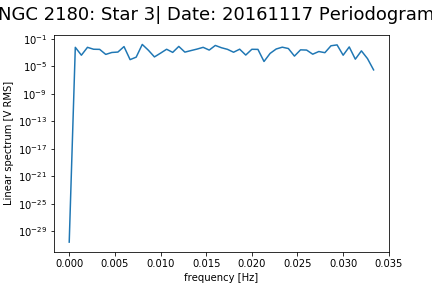 NGC 2180: Star 3| Date: 20161117 Periodogram
10⁻¹
10⁻⁵
10⁻⁹
10⁻¹³
10⁻¹⁷
10⁻²¹
10⁻²⁵
10⁻²⁹
Linear spectrum [V RMS]
0.000 0.005 0.010 0.015 0.020 0.025 0.030 0.035
frequency [Hz]